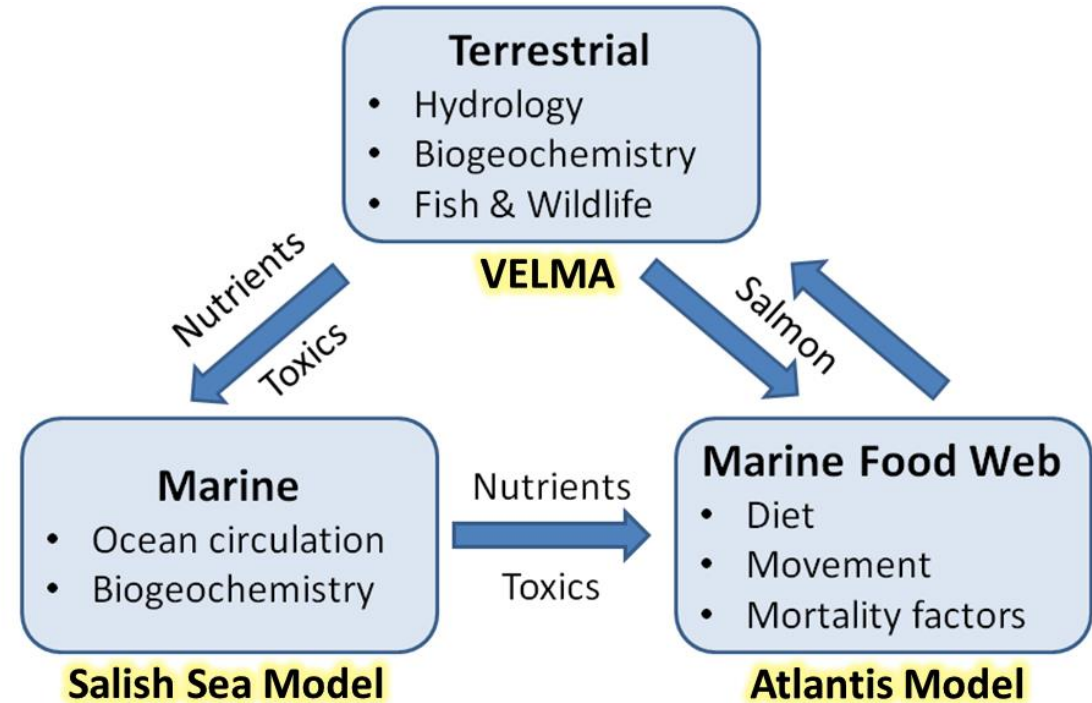 Terrestrial
• Hydrology
• Biogeochemistry
• Fish & Wildlife
VELMA
Nutrients
Toxics
Salmon
Marine
• Ocean circulation
• Biogeochemistry
Salish Sea Model
Nutrients
Toxics
Marine Food Web
• Diet
• Movement
• Mortality factors
Atlantis Model